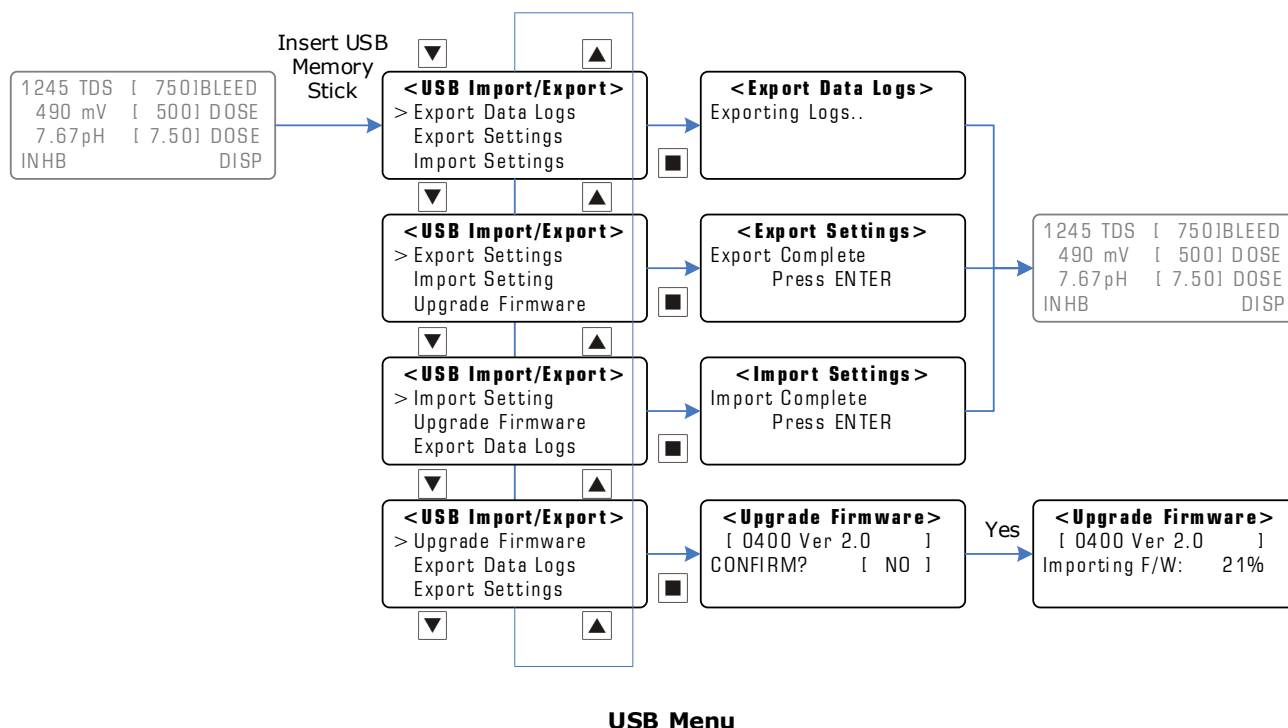 Insert USB
Memory
Stick
1245 TDS [ 750]BLEED
490 mV [ 500] DOSE
7.67pH [ 7.50] DOSE
INHB DISP
<USB Import/Export>
>Export Data Logs
Export Settings
Import Settings
<Export Data Logs>
Exporting Logs..
<USB Import/Export>
>Export Settings
Import Setting
Upgrade Firmware
<Export Settings>
Export Complete
Press ENTER
1245 TDS [ 750]BLEED
490 mV [ 500] DOSE
7.67pH [ 7.50] DOSE
INHB DISP
<USB Import/Export>
>Import Setting
Upgrade Firmware
Export Data Logs
<Import Settings>
Import Complete
Press ENTER
<USB Import/Export>
>Upgrade Firmware
Export Data Logs
Export Settings
<Upgrade Firmware>
[ 0400 Ver 2.0 ]
CONFIRM? [ NO ]
Yes
<Upgrade Firmware>
[ 0400 Ver 2.0 ]
Importing F/W: 21%
USB Menu